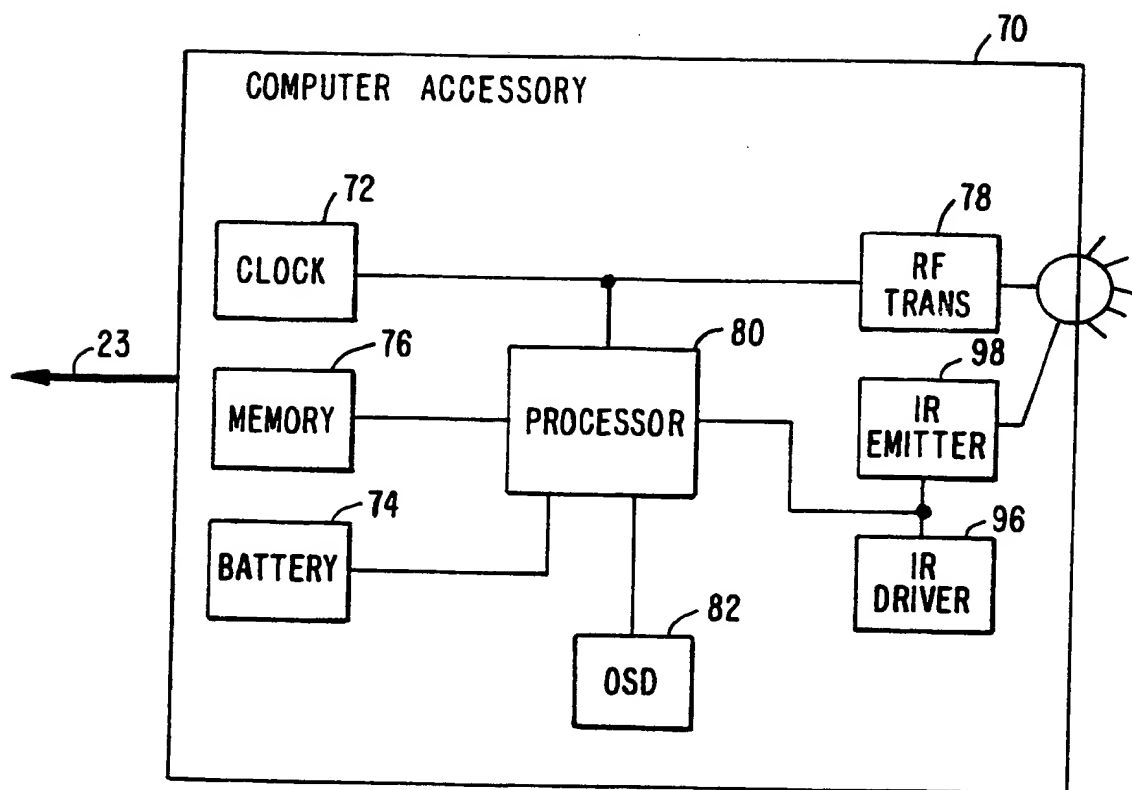 70
COMPUTER ACCESSORY
72
CLOCK
78
RF
TRANS
23
76
MEMORY
80
PROCESSOR
98
IR
EMITTER
74
BATTERY
96
IR
DRIVER
82
OSD